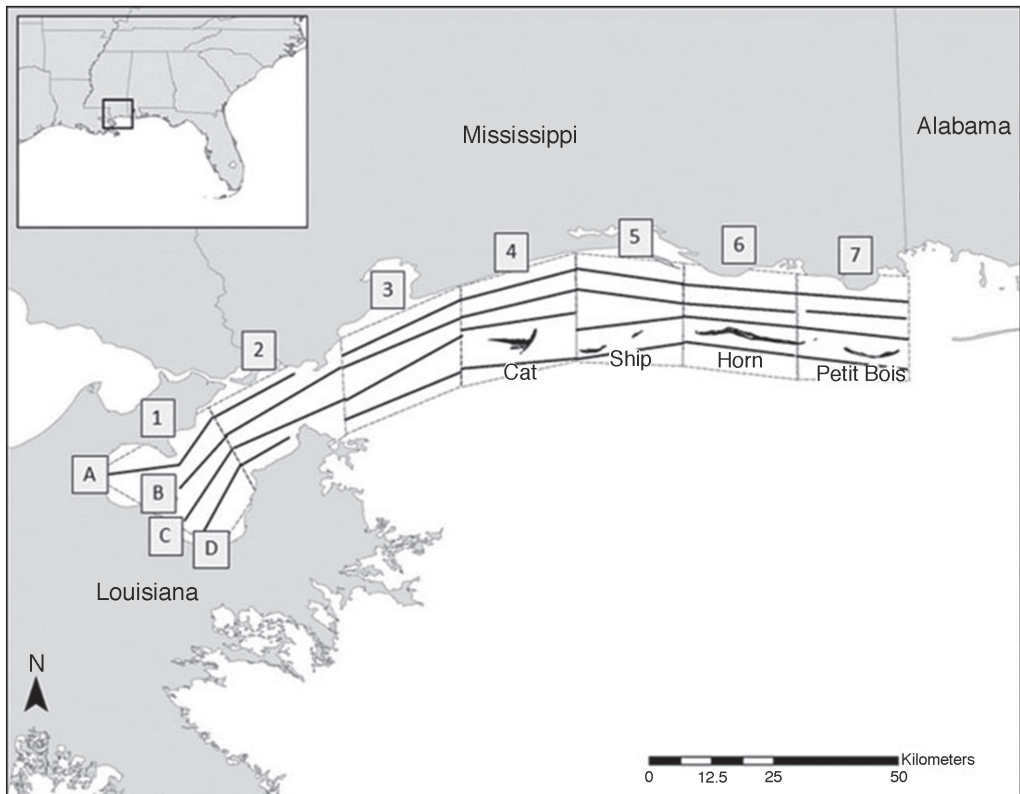 Mississippi
Alabama
5
4
6
7
3
2
Cat
Ship
Horn
Petit Bois
1
A
B
C
D
Louisiana
N
Kilometers
0 12.5 25 50